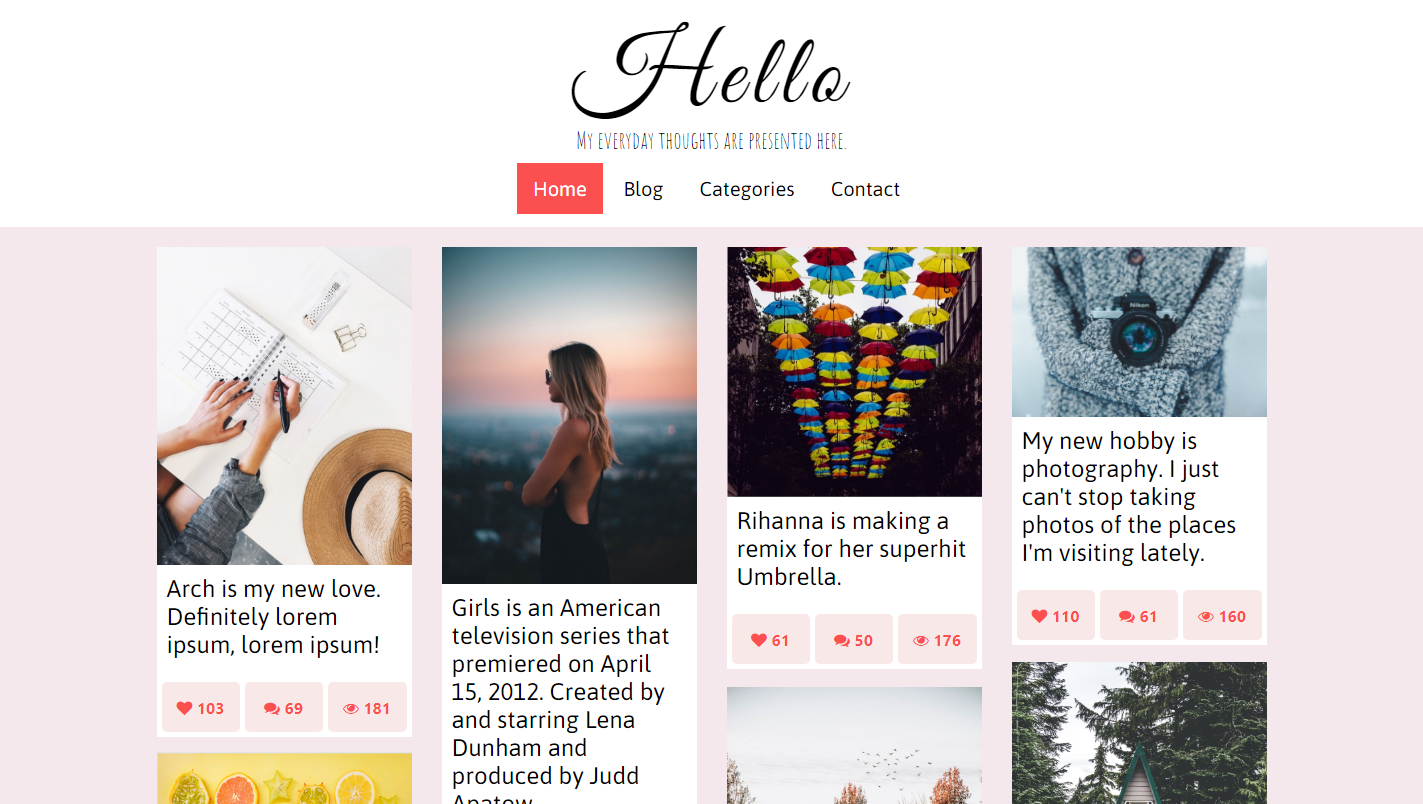 Hello
My everyday thoughts are presented here.
Home Blog Categories Contact
Arch is my new love.
Definitely lorem
ipsum, lorem ipsum!
103 69 181
Girls is an American
television series that
premiered on April
15, 2012. Created by
and starring Lena
Dunham and
produced by Judd
Apatow
Rihanna is making a
remix for her superhit
Umbrella.
61 50 176
Nikon
My new hobby is
photography. I just
can't stop taking
photos of the places
I'm visiting lately.
110 61 160